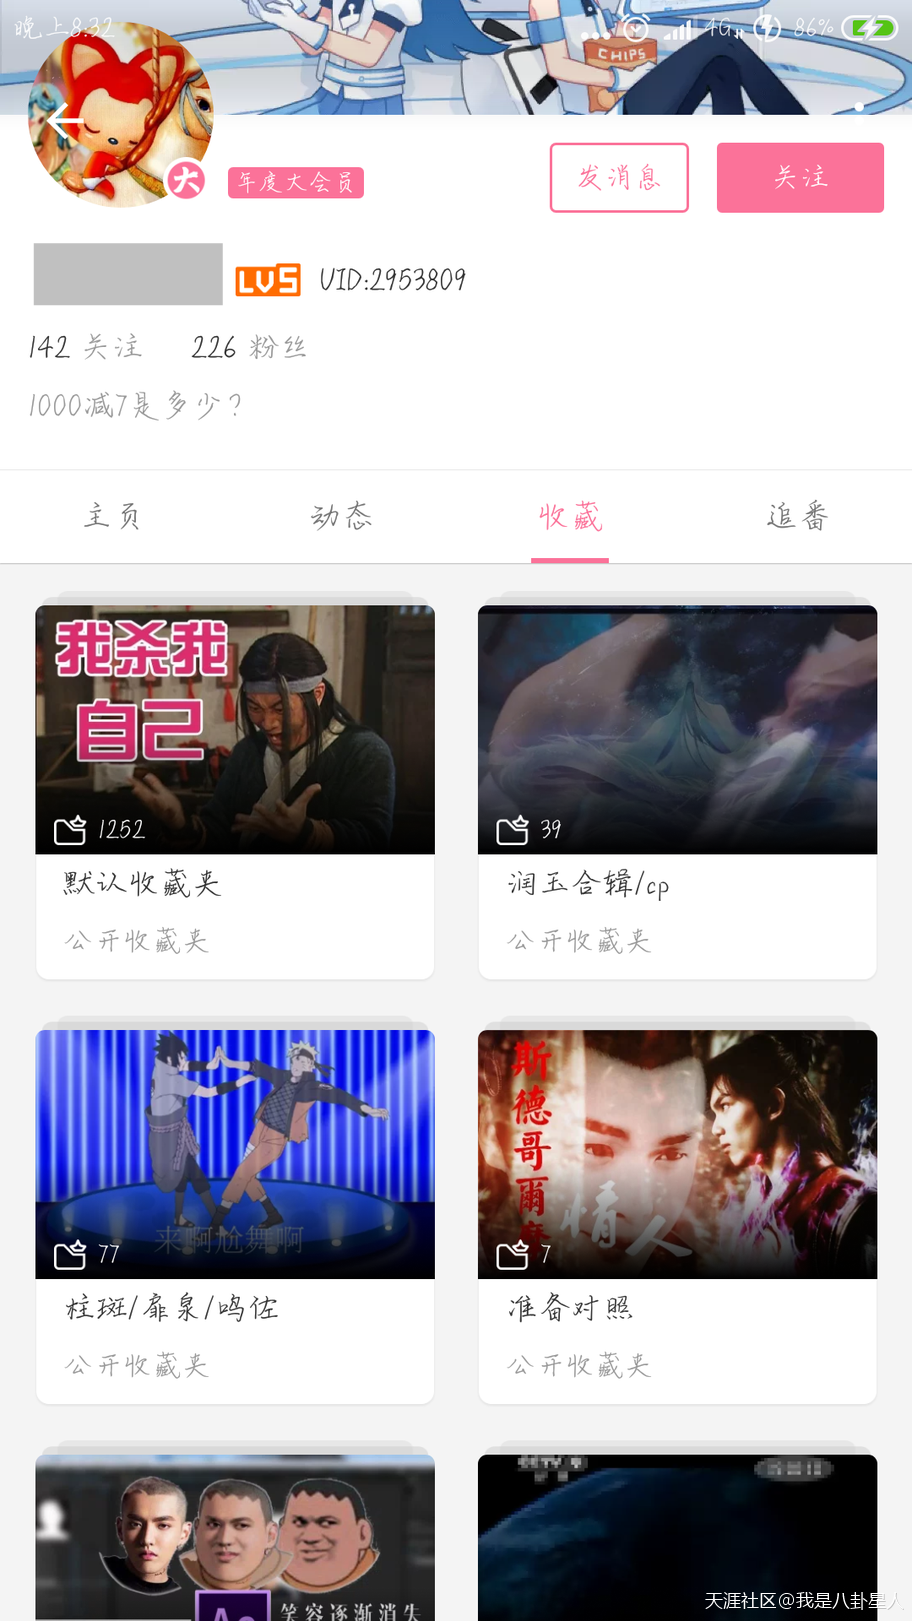 晚上8:32
4G
86%
CHIPS
大
年度大会员
发消息
关注
LV5 UID:2953809
142 关注 226 粉丝
1000减7是多少？
主页 动态 收藏 追番
我杀我
自己
1252
39
默认收藏夹
润玉合辑/cp
公开收藏夹
公开收藏夹
斯德哥爾摩
情人
来啊尬舞啊
77
7
柱斑/扉泉/鸣佐
准备对照
公开收藏夹
公开收藏夹
Ae
笑容逐渐消失
天涯社区@我是八卦星人